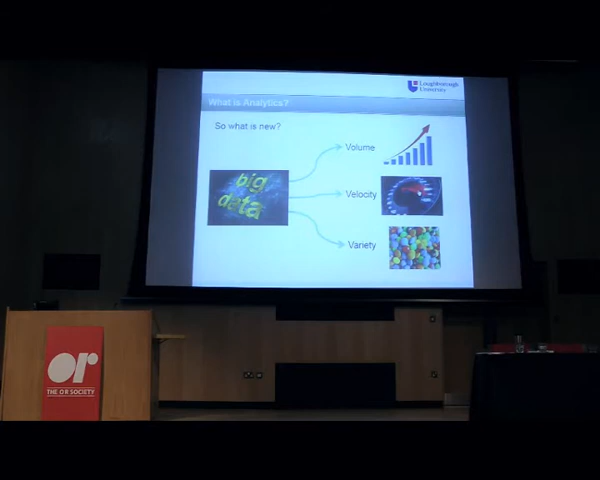 Loughborough
University
What is Analytics?
So what is new?
Volume
big
data
Velocity
Variety
or
THE OR SOCIETY